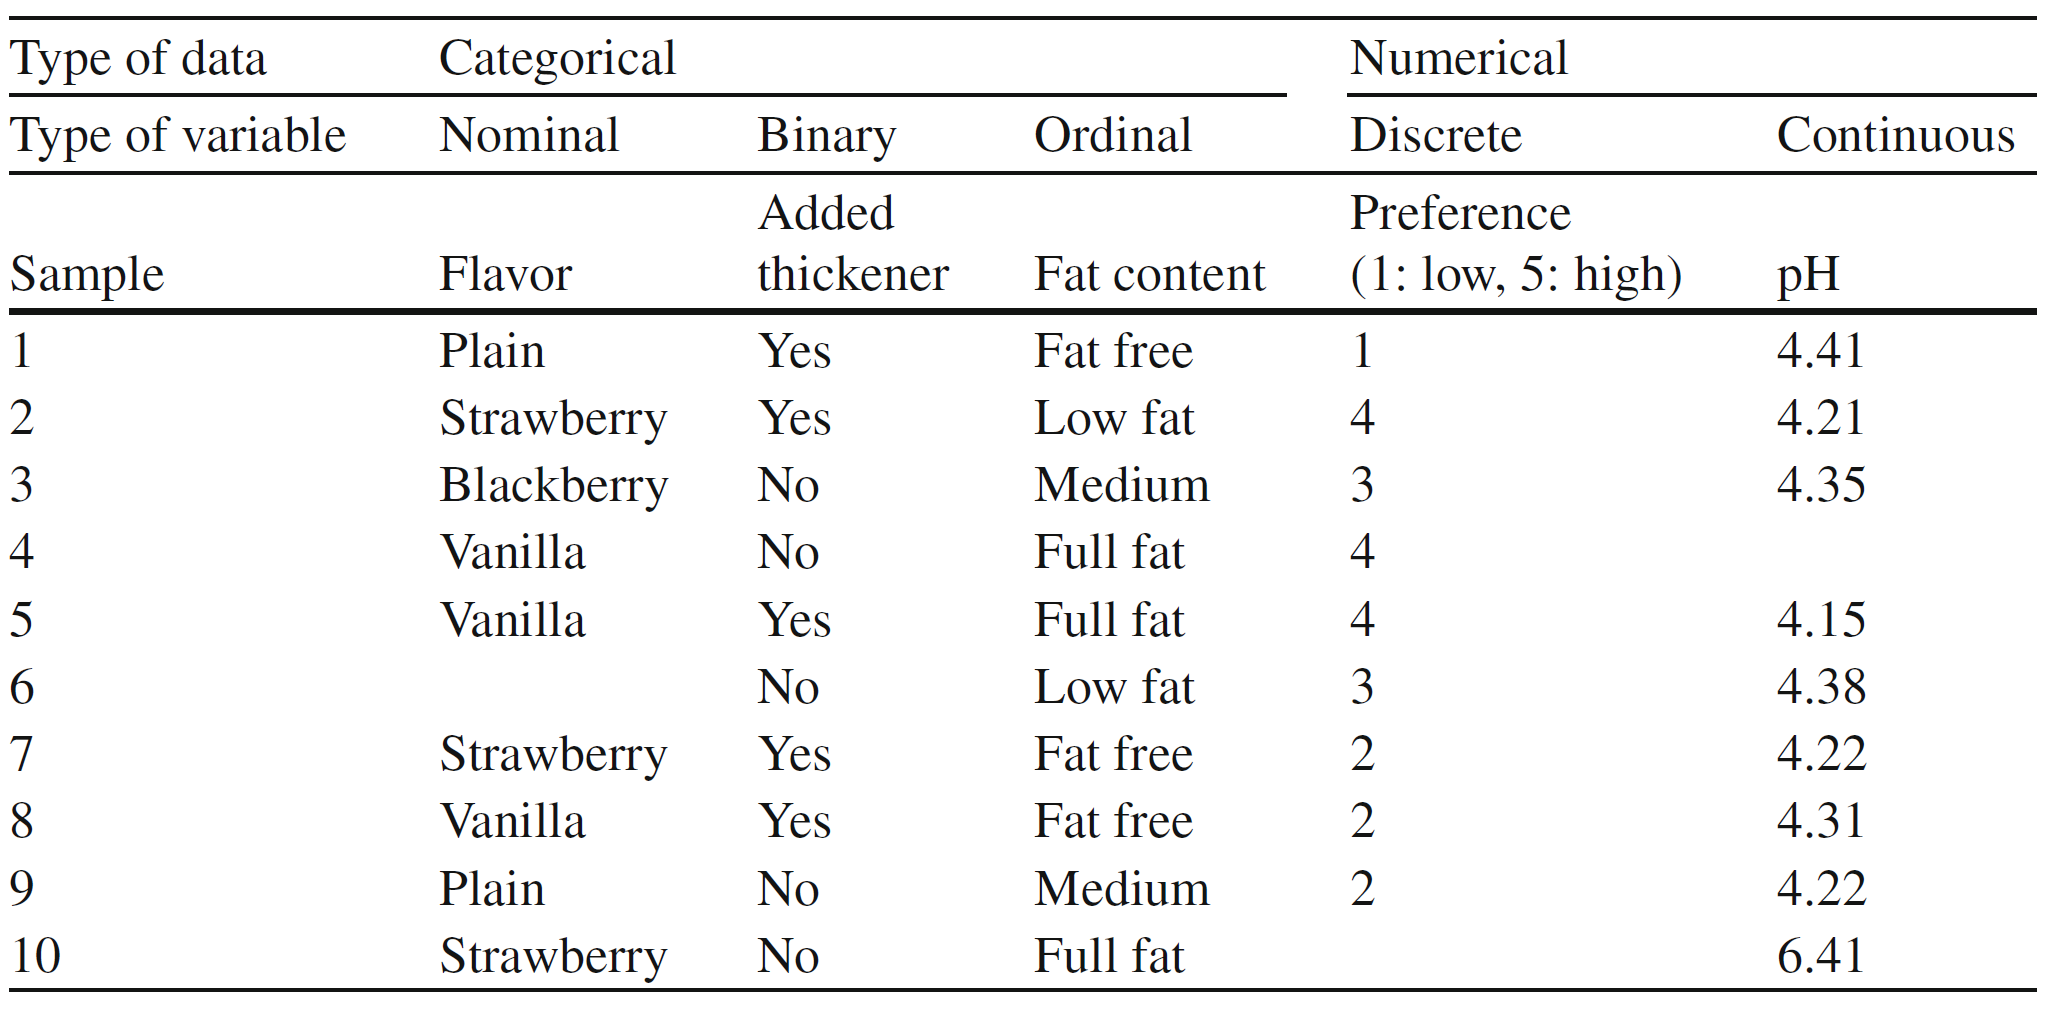 Type of data Categorical Numerical
Type of variable Nominal Binary Ordinal Discrete Continuous
Added Preference
Sample Flavor thickener Fat content (1: low, 5: high) pH
1 Plain Yes Fat free 1 4.41
2 Strawberry Yes Low fat 4 4.21
3 Blackberry No Medium 3 4.35
4 Vanilla No Full fat 4
5 Vanilla Yes Full fat 4 4.15
6 No Low fat 3 4.38
7 Strawberry Yes Fat free 2 4.22
8 Vanilla Yes Fat free 2 4.31
9 Plain No Medium 2 4.22
10 Strawberry No Full fat 6.41